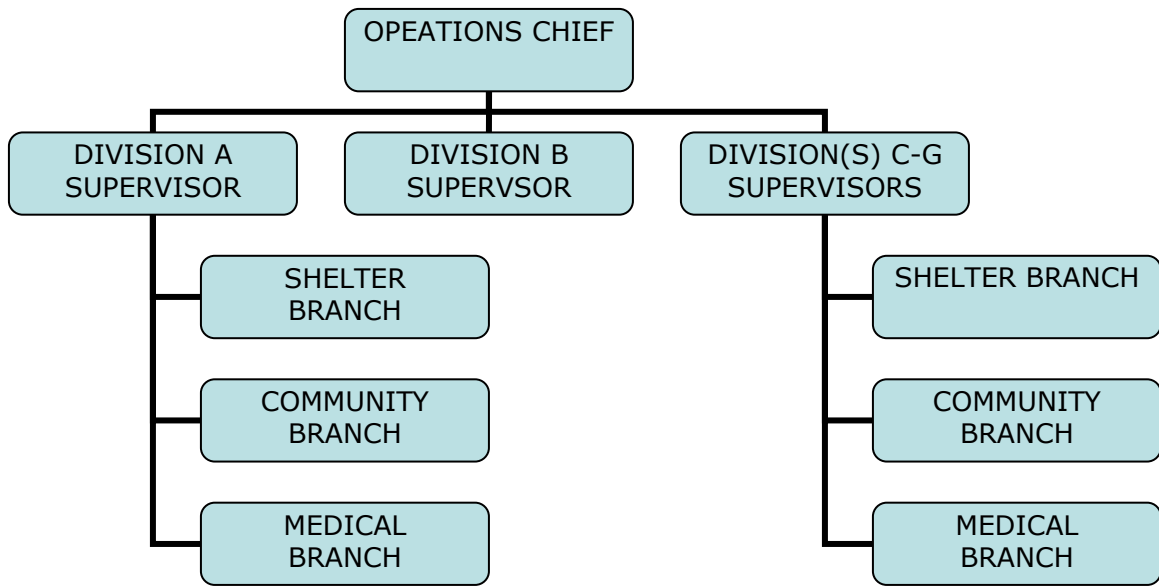 OPEATIONS CHIEF
DIVISION A
SUPERVISOR
DIVISION B
SUPERVSOR
DIVISION(S) C-G
SUPERVISORS
SHELTER
BRANCH
SHELTER BRANCH
COMMUNITY
BRANCH
COMMUNITY
BRANCH
MEDICAL
BRANCH
MEDICAL
BRANCH